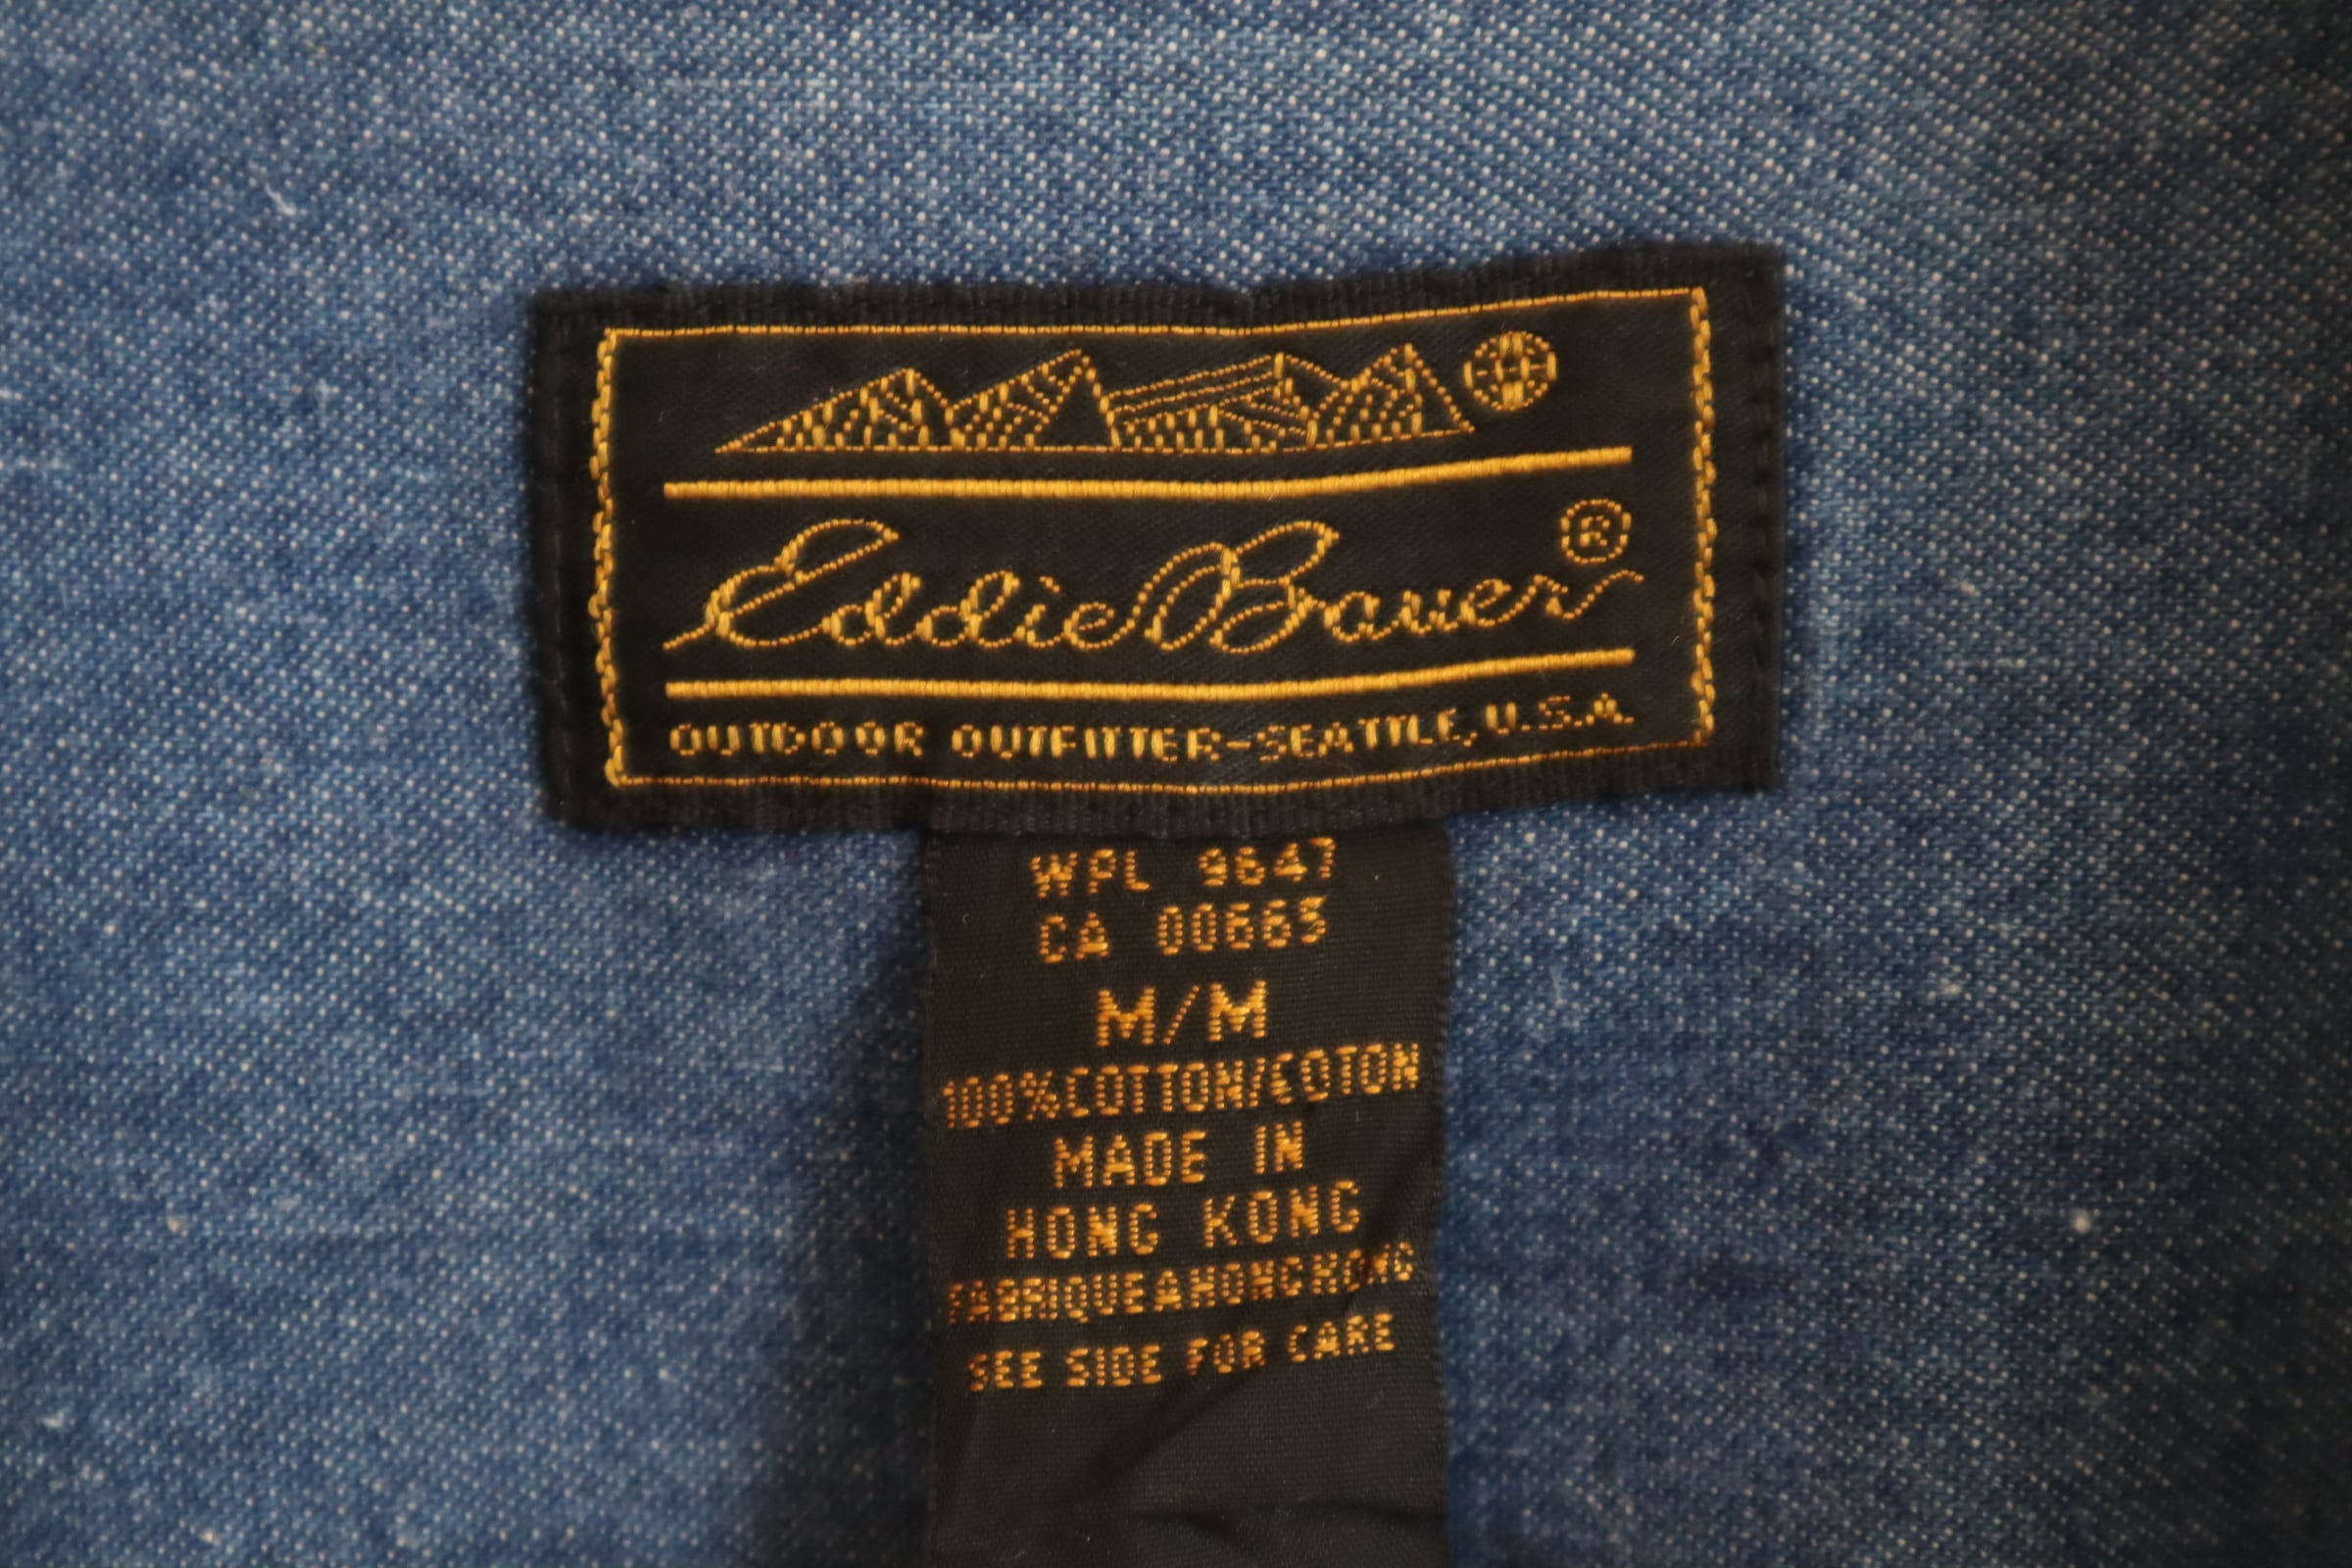 Eddie Bauer®
OUTDOOR OUTFITTER-SEATTLE, U.S.A.
WPL 9647
CA 00665
M/M
100%COTTON/COTON
MADE IN
HONG KONG
FABRIQUEAHONGKONG
SEE SIDE FOR CARE